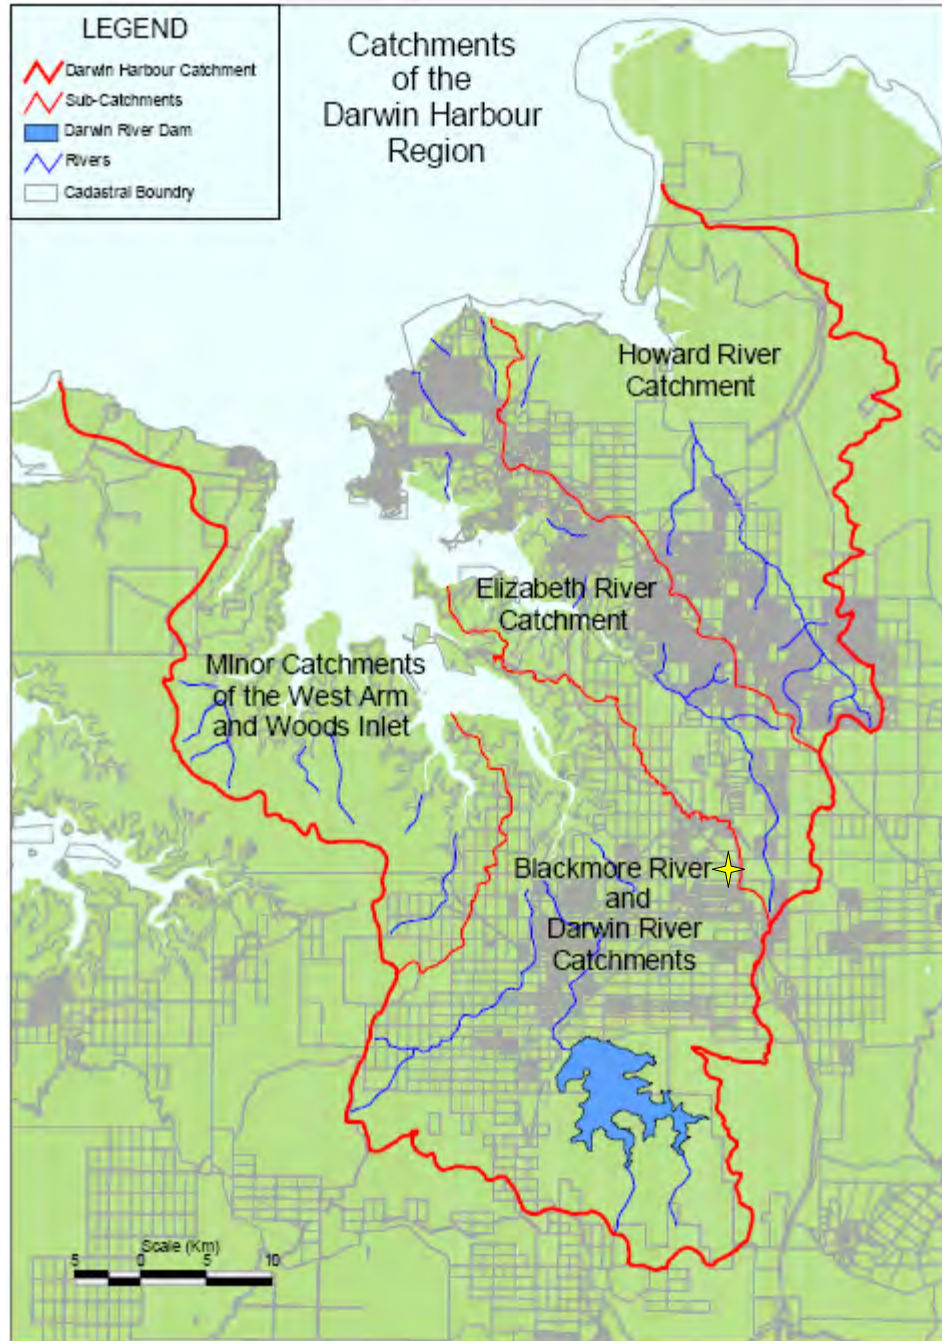 LEGEND
Darwin Harbour Catchment
Sub-Catchments
Darwin River Dam
Rivers
Cadastral Boundry
Catchments
of the
Darwin Harbour
Region
Howard River
Catchment
Elizabeth River
Catchment
MInor Catchments
of the West Arm
and Woods Inlet
Blackmore River
and
Darwin River
Catchments
Scale (Km)
5 0 5 10